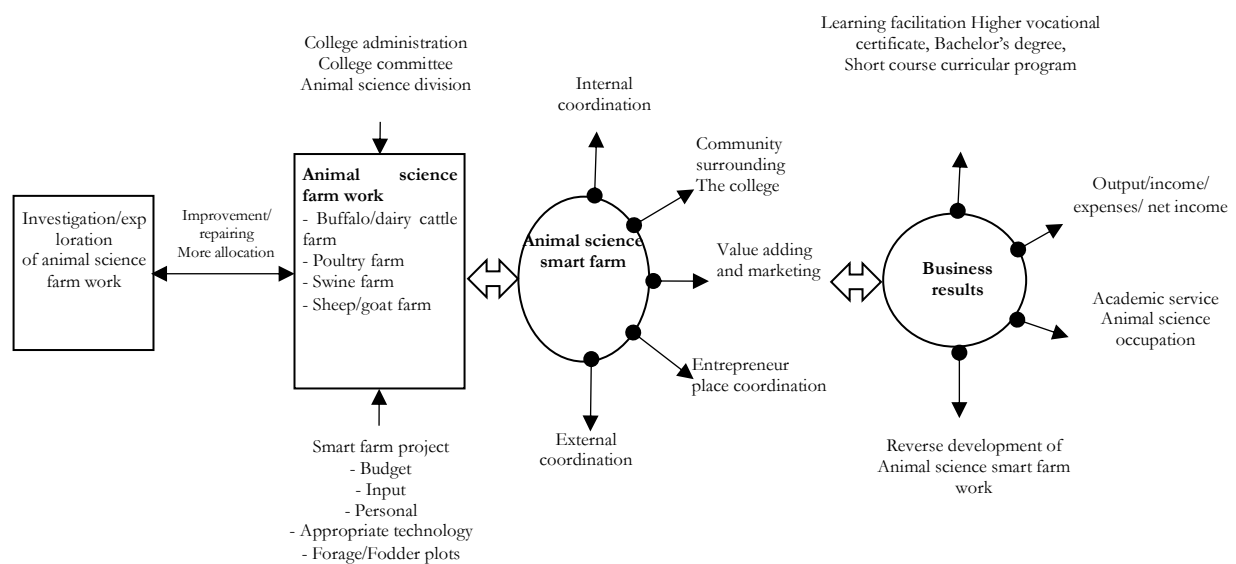 Investigation/exp
loration
of animal science
farm work
Improvement/
repairing
More allocation
College administration
College committee
Animal science division
Animal science
farm work
- Buffalo/dairy cattle
farm
- Poultry farm
- Swine farm
- Sheep/goat farm
Smart farm project
- Budget
- Input
- Personal
- Appropriate technology
- Forage/Fodder plots
Internal
coordination
Community
surrounding
The college
Animal science
smart farm
Value adding
and marketing
Entrepreneur
place coordination
External
coordination
Learning facilitation Higher vocational
certificate, Bachelor’s degree,
Short course curricular program
Output/income/
expenses/ net income
Business
results
Academic service
Animal science
occupation
Reverse development of
Animal science smart farm
work